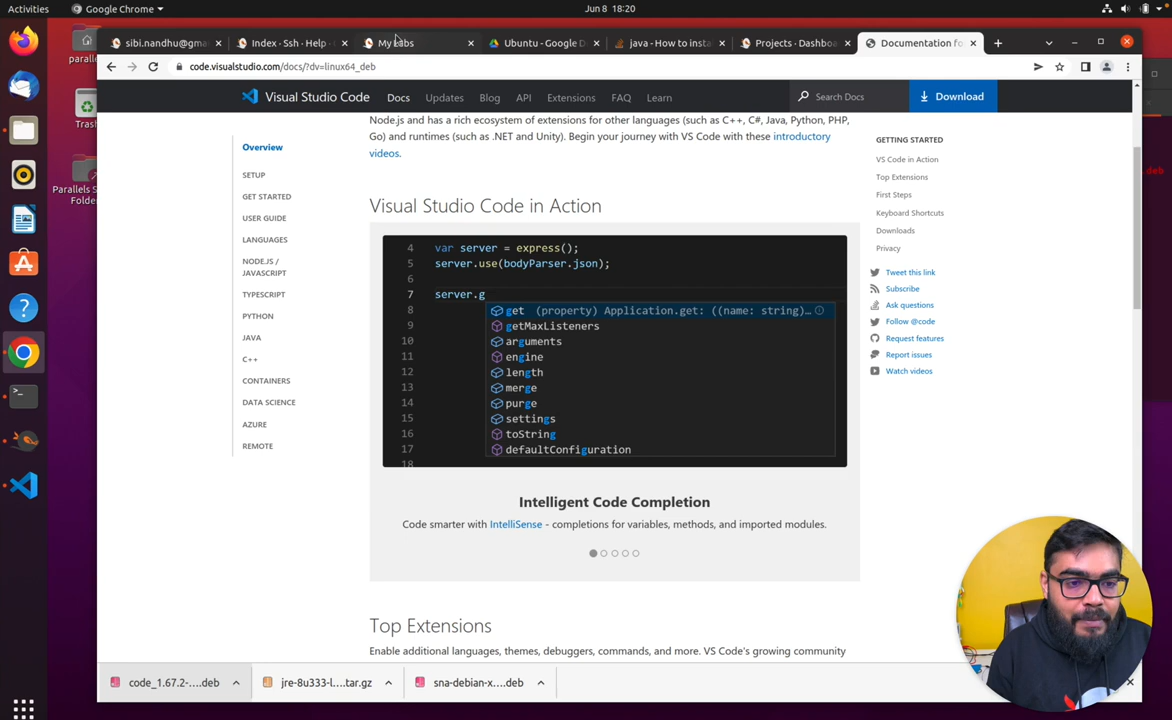 Activities
Google Chrome
Jun 8 18:20
sibi.nandhu@gma
Index · Ssh · Help ·
My Labs
Ubuntu - Google D
java - How to insta
Projects · Dashboa
Documentation fo
code.visualstudio.com/docs/?dv=linux64_deb
Visual Studio Code
Docs
Updates
Blog
API
Extensions
FAQ
Learn
Search Docs
Download
Trash
Parallels S
Folder
Overview
SETUP
GET STARTED
USER GUIDE
LANGUAGES
NODE.JS /
JAVASCRIPT
TYPESCRIPT
PYTHON
JAVA
C++
CONTAINERS
DATA SCIENCE
AZURE
REMOTE
Node.js and has a rich ecosystem of extensions for other languages (such as C++, C#, Java, Python, PHP,
Go) and runtimes (such as .NET and Unity). Begin your journey with VS Code with these introductory
videos.
Visual Studio Code in Action
4 var server = express();
5 server.use(bodyParser.json);
6
7 server.g
8 get (property) Application.get: ((name: string)…
9 getMaxListeners
10 arguments
11 engine
12 length
13 merge
14 purge
15 settings
16 toString
17 defaultConfiguration
18
Intelligent Code Completion
Code smarter with IntelliSense - completions for variables, methods, and imported modules.
Top Extensions
Enable additional languages, themes, debuggers, commands, and more. VS Code's growing community
GETTING STARTED
VS Code in Action
Top Extensions
First Steps
Keyboard Shortcuts
Downloads
Privacy
Tweet this link
Subscribe
Ask questions
Follow @code
Request features
Report issues
Watch videos
.deb
code_1.67.2-....deb
jre-8u333-l....tar.gz
sna-debian-x....deb